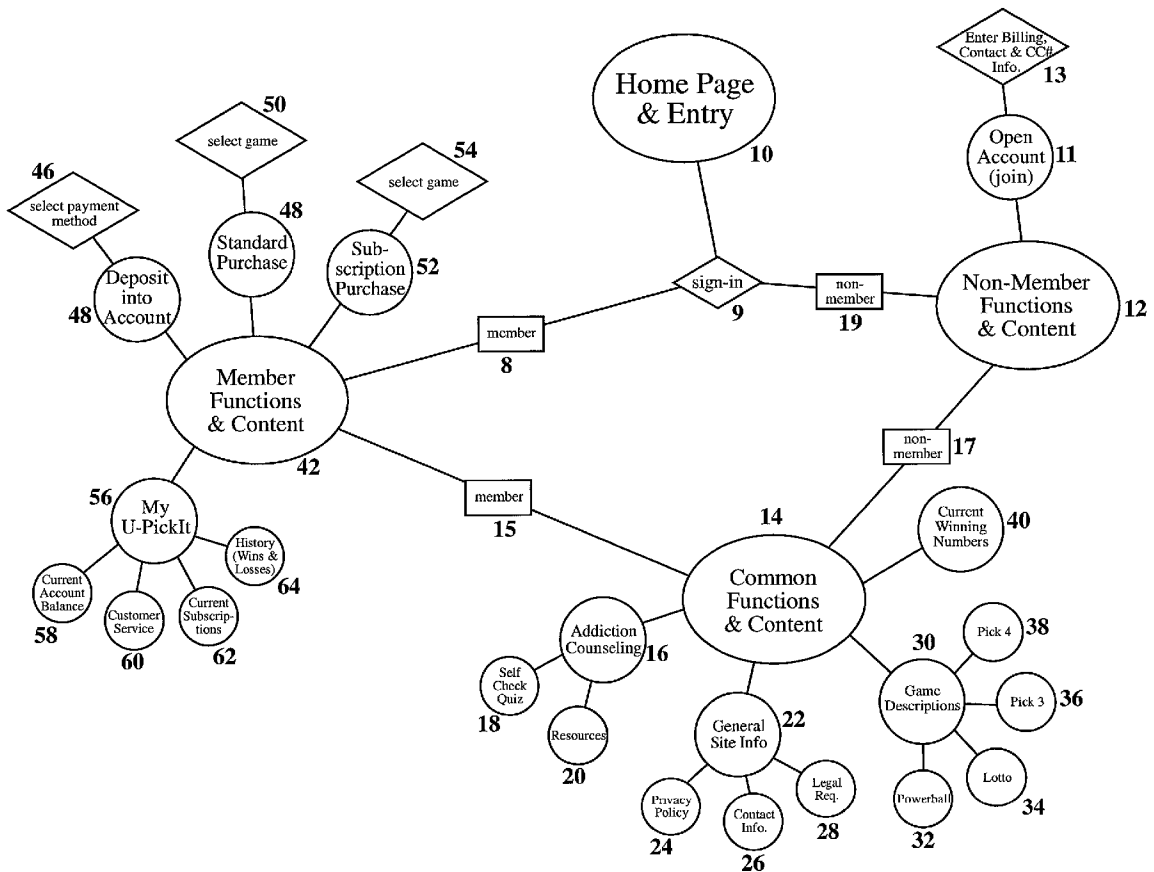 Enter Billing,
Contact & CC#
Info.
13
Home Page
& Entry
10
Open
Account
(join)
11
50
select game
54
select game
46
select payment
method
48
Standard
Purchase
Sub-
scription
Purchase
52
Deposit
into
Account
48
sign-in
9
non-
member
19
Non-Member
Functions
& Content
12
member
8
Member
Functions
& Content
42
non-
member
17
member
15
56
My
U-PickIt
History
(Wins &
Losses)
64
Current
Account
Balance
58
Customer
Service
60
Current
Subscrip-
tions
62
14
Common
Functions
& Content
Current
Winning
Numbers
40
Addiction
Counseling
16
Self
Check
Quiz
18
Resources
20
General
Site Info
22
Privacy
Policy
24
Contact
Info.
26
Legal
Req.
28
30
Game
Descriptions
Pick 4
38
Pick 3
36
Lotto
34
Powerball
32